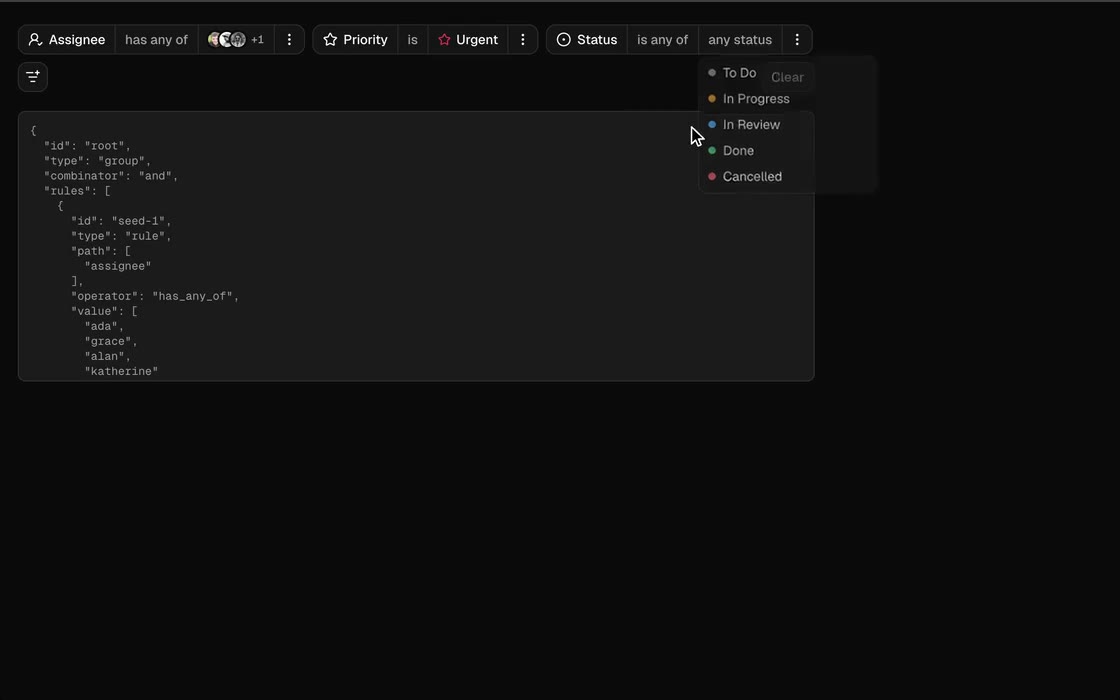 Assignee has any of +1 Priority is Urgent Status is any of any status
Clear
To Do
In Progress
In Review
Done
Cancelled
{
  "id": "root",
  "type": "group",
  "combinator": "and",
  "rules": [
    {
      "id": "seed-1",
      "type": "rule",
      "path": [
        "assignee"
      ],
      "operator": "has_any_of",
      "value": [
        "ada",
        "grace",
        "alan",
        "katherine"